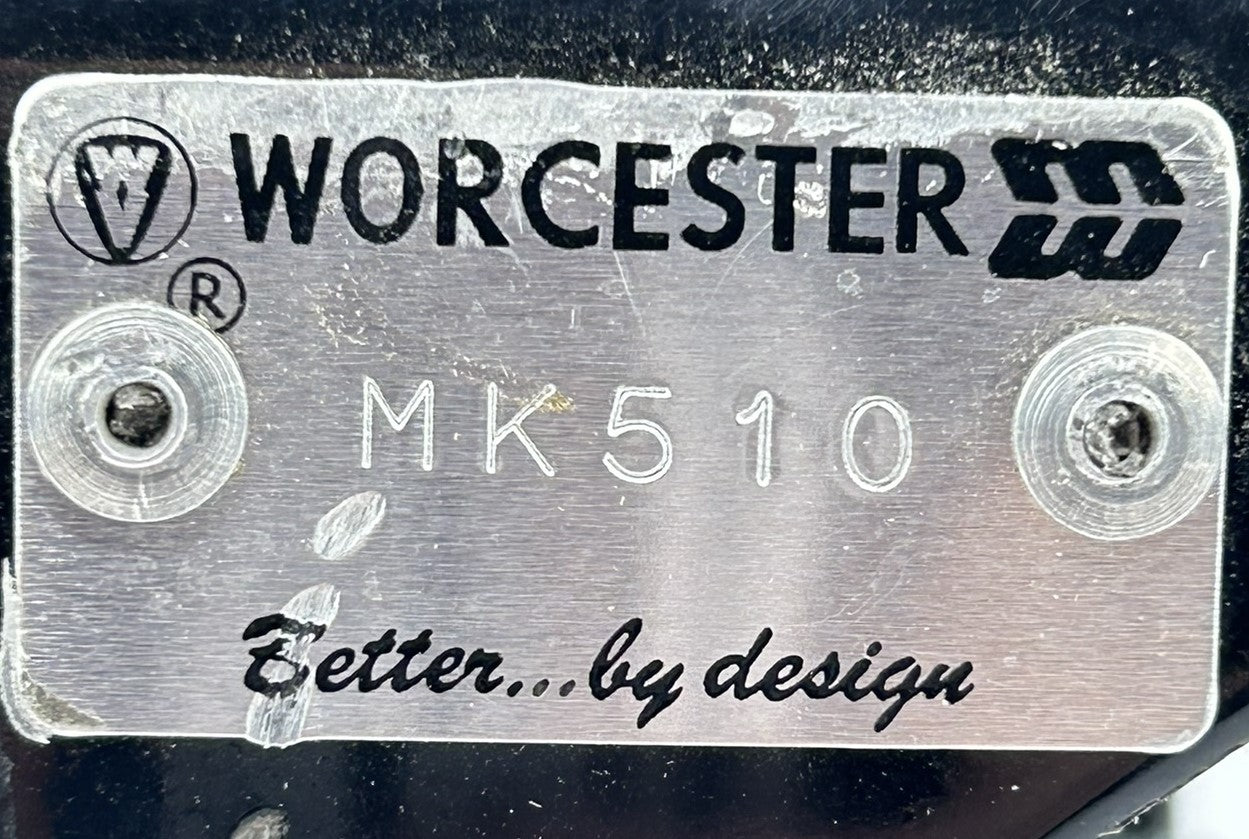 WORCESTER
®
MK510
Better...by design